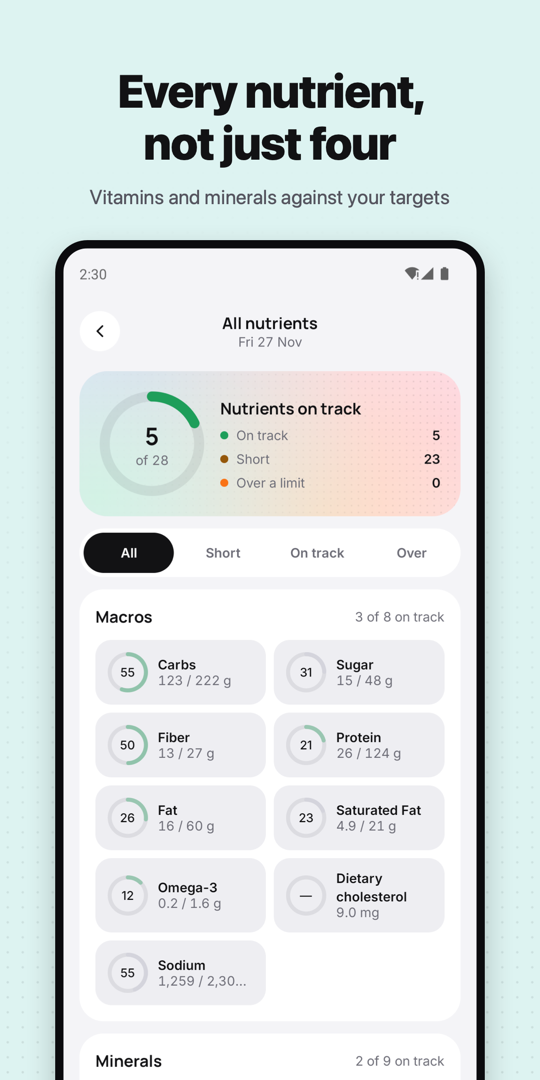 Every nutrient,
not just four
Vitamins and minerals against your targets
2:30
All nutrients
Fri 27 Nov
5
of 28
Nutrients on track
On track 5
Short 23
Over a limit 0
All Short On track Over
Macros 3 of 8 on track
55 Carbs
123 / 222 g
31 Sugar
15 / 48 g
50 Fiber
13 / 27 g
21 Protein
26 / 124 g
26 Fat
16 / 60 g
23 Saturated Fat
4.9 / 21 g
12 Omega-3
0.2 / 1.6 g
— Dietary
cholesterol
9.0 mg
55 Sodium
1,259 / 2,30...
Minerals 2 of 9 on track